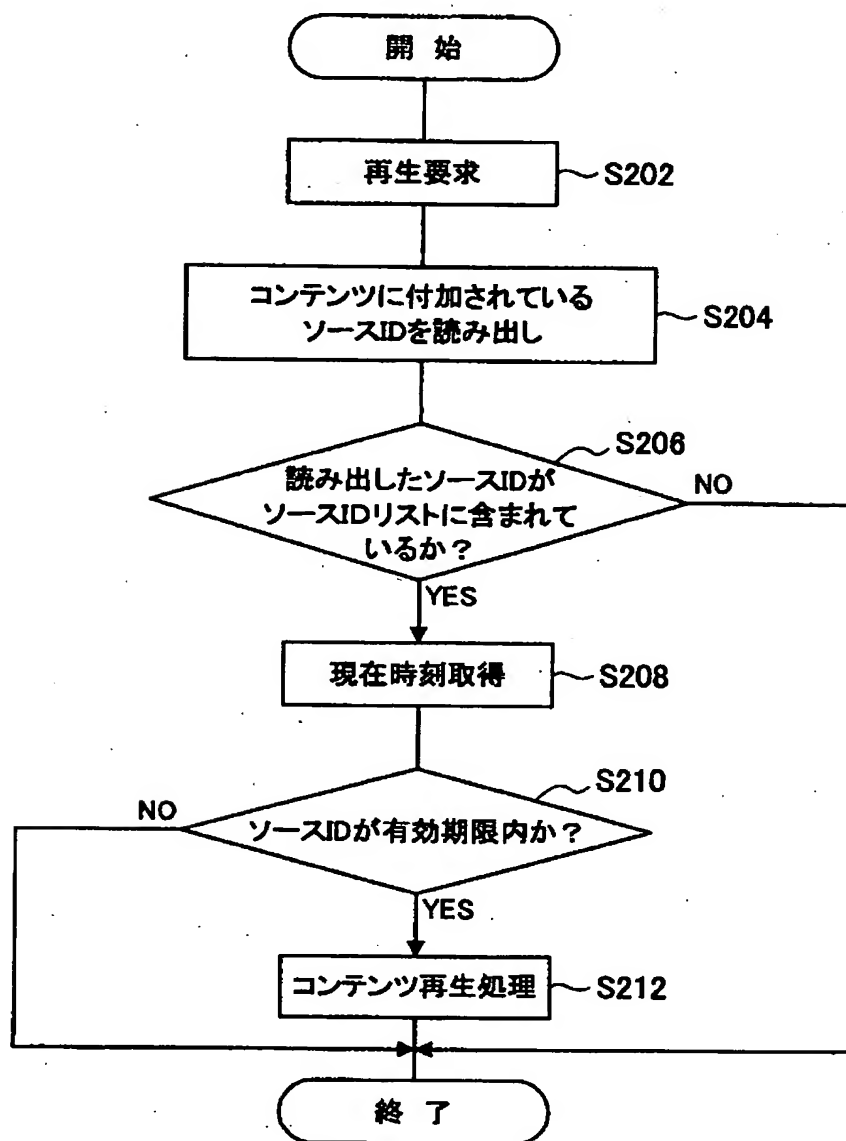 開 始
再生要求
S202
コンテンツに付加されている
ソースIDを読み出し
S204
S206
読み出したソースIDが
ソースIDリストに含まれて
いるか?
NO
YES
現在時刻取得
S208
S210
NO
ソースIDが有効期限内か?
YES
コンテンツ再生処理
S212
終 了